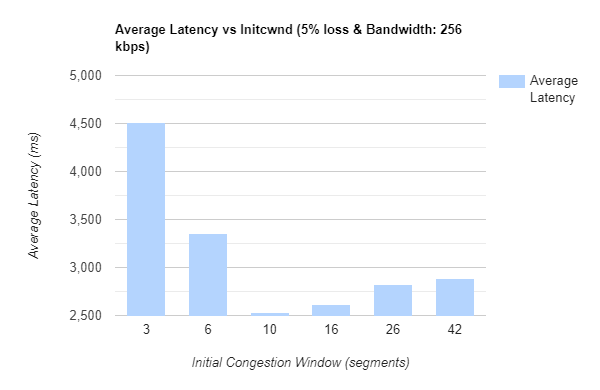 Average Latency vs Initcwnd (5% loss & Bandwidth: 256
kbps)
Average
Latency
Average Latency (ms)
5,000
4,500
4,000
3,500
3,000
2,500
3 6 10 16 26 42
Initial Congestion Window (segments)